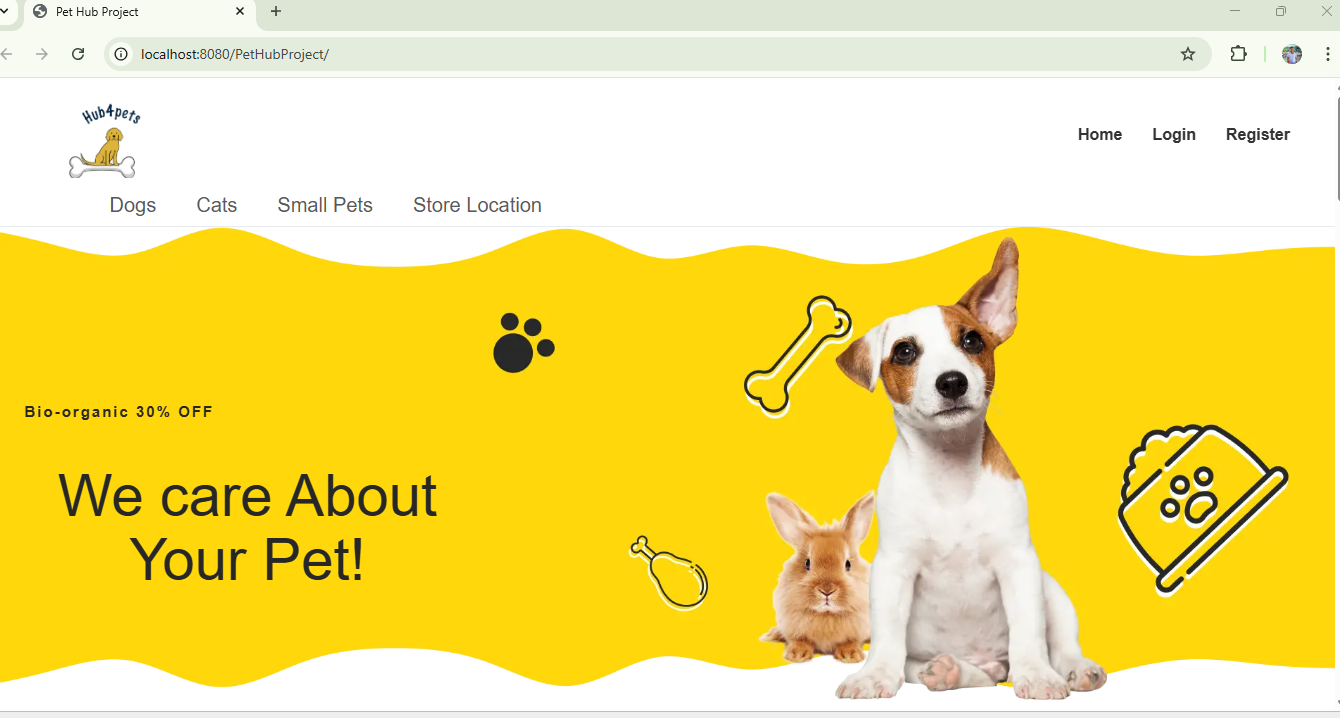 Pet Hub Project
localhost:8080/PetHubProject/
Hub4pets
Home Login Register
Dogs Cats Small Pets Store Location
Bio-organic 30% OFF
We care About
Your Pet!